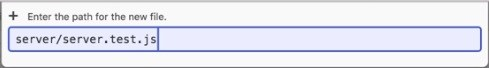 Enter the path for the new file.
server/server.test.js